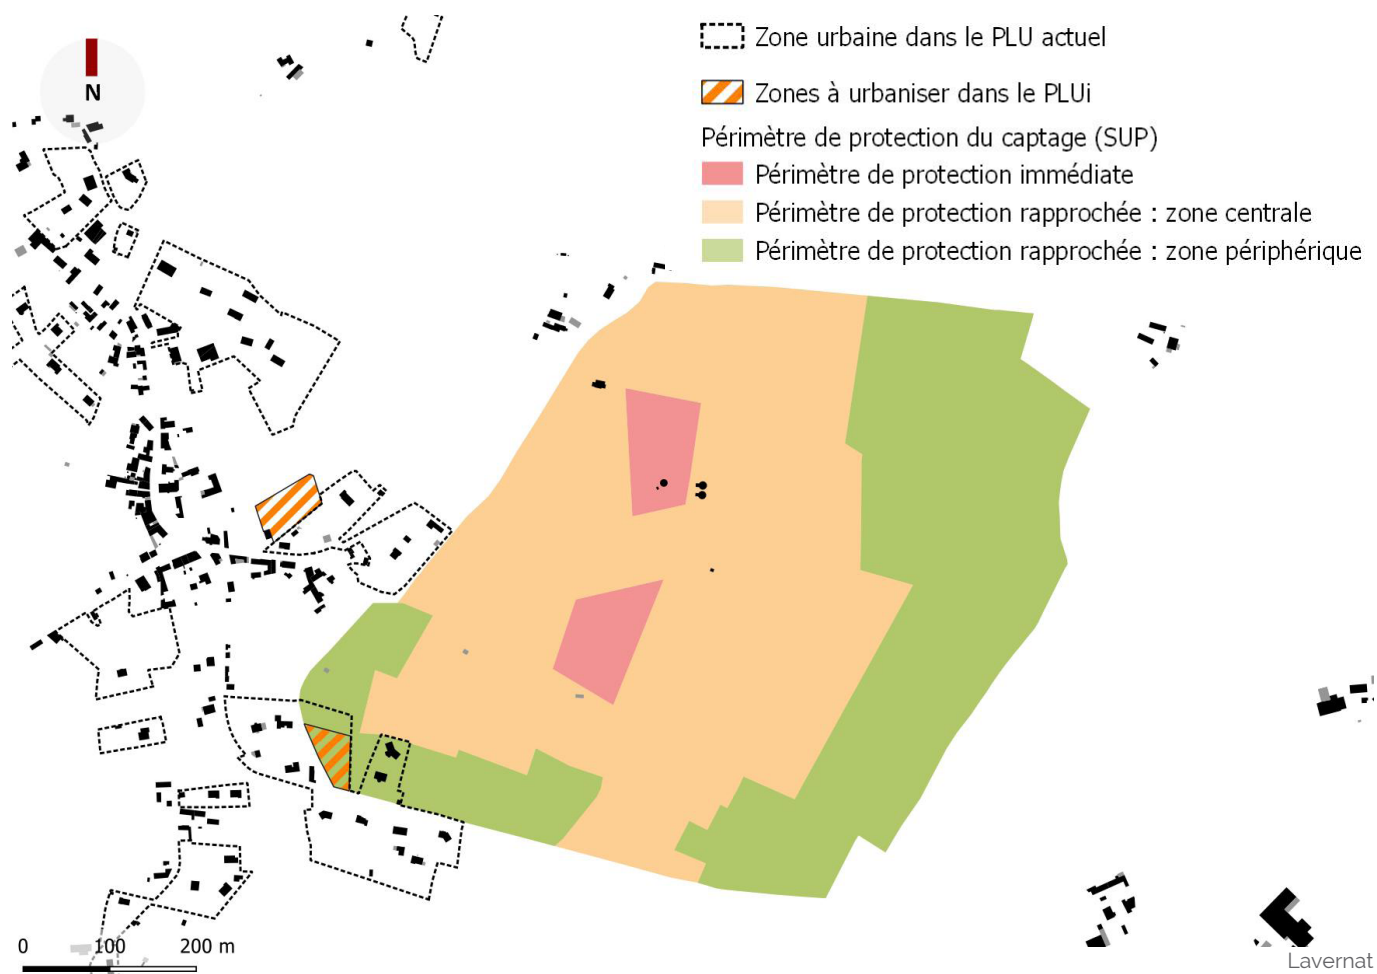 Zone urbaine dans le PLU actuel
Zones à urbaniser dans le PLUi
Périmètre de protection du captage (SUP)
Périmètre de protection immédiate
Périmètre de protection rapprochée : zone centrale
Périmètre de protection rapprochée : zone périphérique
N
0 100 200 m
Lavernat